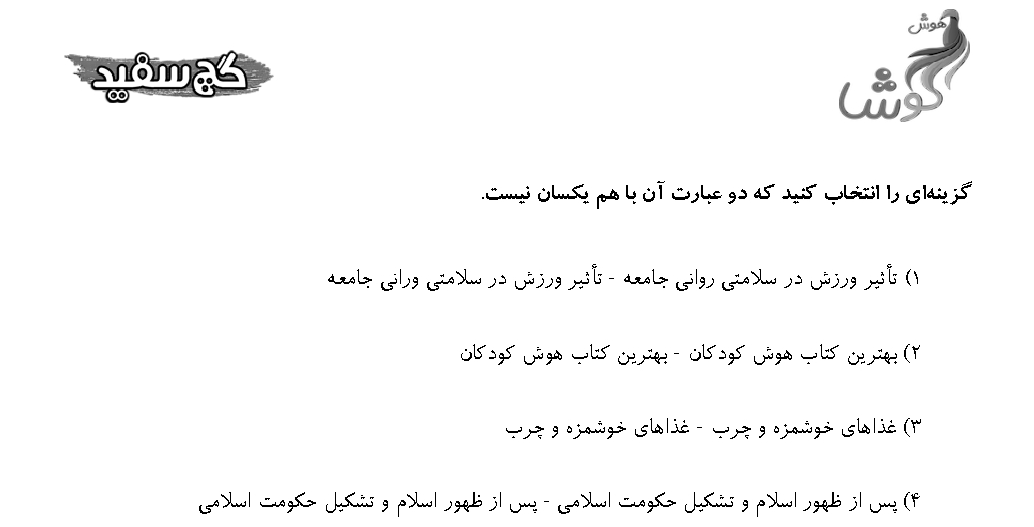 هوش
گوشا
گچ سفید
گزینه‌ای را انتخاب کنید که دو عبارت آن با هم یکسان نیست.
۱) تأثیر ورزش در سلامتی روانی جامعه - تأثیر ورزش در سلامتی ورانی جامعه
۲) بهترین کتاب هوش کودکان - بهترین کتاب هوش کودکان
۳) غذاهای خوشمزه و چرب - غذاهای خوشمزه و چرب
۴) پس از ظهور اسلام و تشکیل حکومت اسلامی - پس از ظهور اسلام و تشکیل حکومت اسلامی